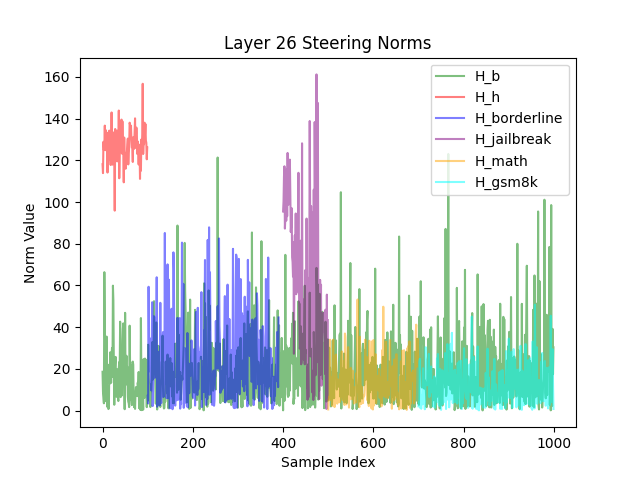 Layer 26 Steering Norms
Norm Value
160
140
120
100
80
60
40
20
0
H_b
H_h
H_borderline
H_jailbreak
H_math
H_gsm8k
0 200 400 600 800 1000
Sample Index